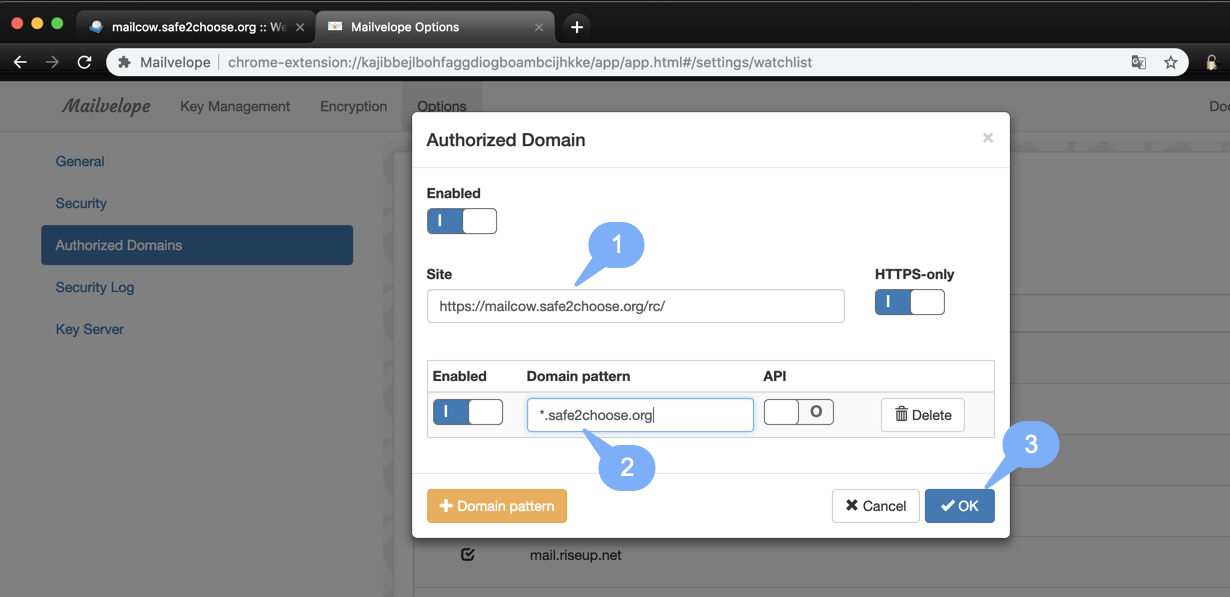 mailcow.safe2choose.org :: We
Mailvelope Options
Mailvelope
chrome-extension://kajibbejlbohfaggdiogboambcijhkke/app/app.html#/settings/watchlist
Mailvelope
Key Management
Encryption
Options
Doc
General
Security
Authorized Domains
Security Log
Key Server
Authorized Domain
×
Enabled
I
1
Site
HTTPS-only
https://mailcow.safe2choose.org/rc/
I
Enabled
Domain pattern
API
I
*.safe2choose.org
O
Delete
2
3
Domain pattern
Cancel
OK
mail.riseup.net